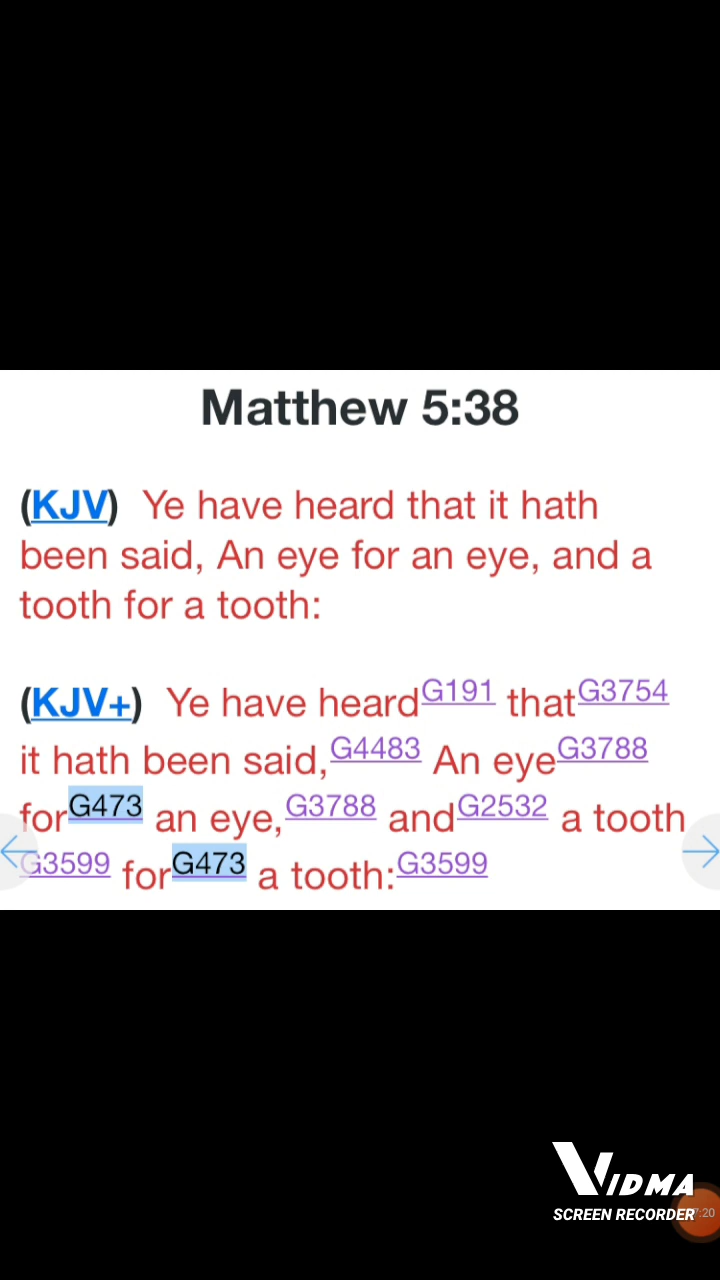 Matthew 5:38
(KJV) Ye have heard that it hath
been said, An eye for an eye, and a
tooth for a tooth:
(KJV+) Ye have heardG191 thatG3754
it hath been said,G4483 An eyeG3788
forG473 an eye,G3788 andG2532 a tooth
G3599 forG473 a tooth:G3599
VIDMA
SCREEN RECORDER
7:20